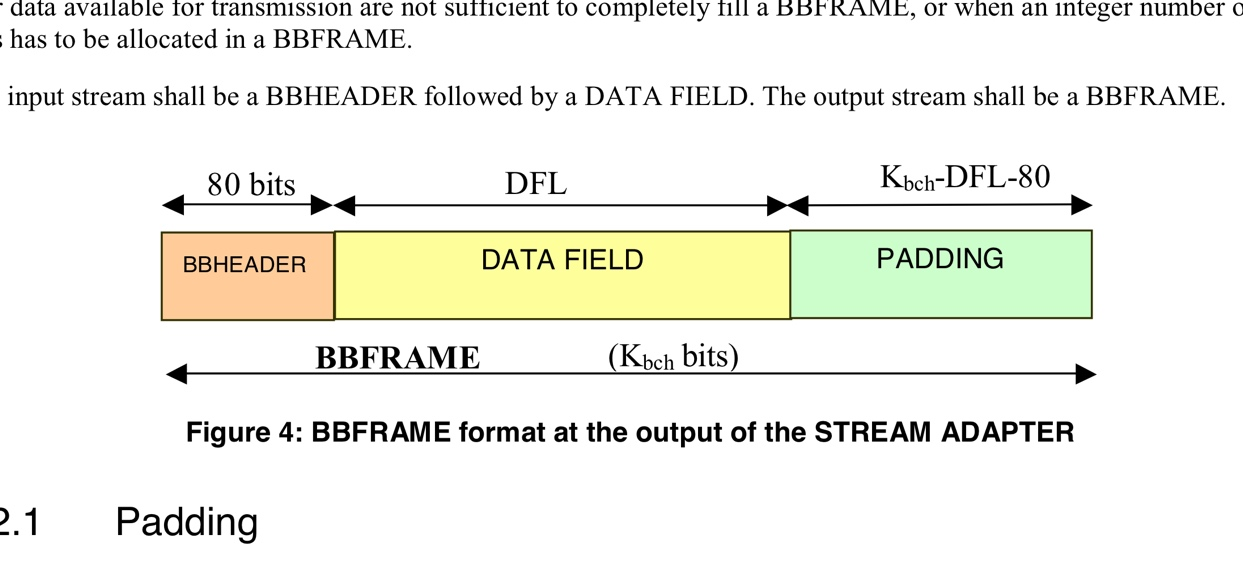 data available for transmission are not sufficient to completely fill a BBFRAME, or when an integer number
has to be allocated in a BBFRAME.
input stream shall be a BBHEADER followed by a DATA FIELD. The output stream shall be a BBFRAME.
80 bits DFL Kbch-DFL-80
BBHEADER DATA FIELD PADDING
BBFRAME (Kbch bits)
Figure 4: BBFRAME format at the output of the STREAM ADAPTER
2.1 Padding